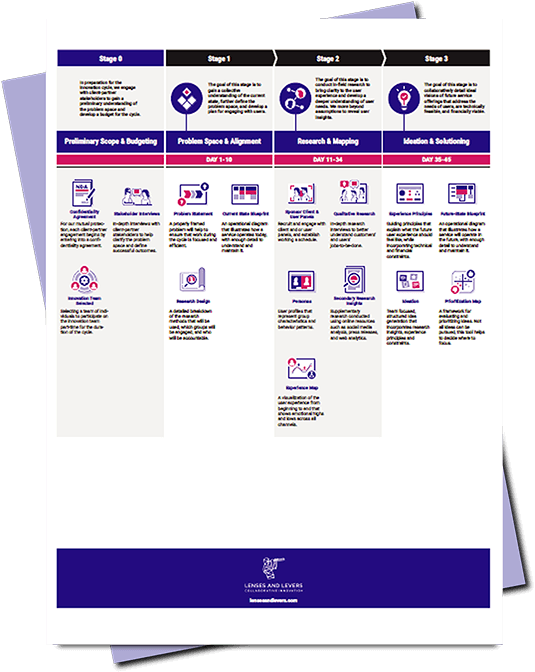 Stage 0
Stage 1
Stage 2
Stage 3
In preparation for the
innovation cycle, we engage
with client-partner
stakeholders to gain a
preliminary understanding of
the problem space and
develop a budget for the cycle.
The goal of this stage is to
gain a collective
understanding of the current
state, further define the
problem space, and develop a
plan for engaging with users.
The goal of this stage is to
conduct in-field research to
bring clarity to the user
experience and develop a
deeper understanding of user
needs. We move beyond
assumptions to reveal user
insights.
The goal of this stage is to
collaboratively detail ideal
visions of future service
offerings that address the
needs of users, are technically
feasible, and financially viable.
Preliminary Scope & Budgeting
Problem Space & Alignment
Research & Mapping
Ideation & Solutioning
DAY 1-10
DAY 11-34
DAY 35-45
NDA
Confidentiality
Agreement
For our mutual protec-
tion, each client-partner
engagement begins by
entering into a confi-
dentiality agreement.
Stakeholder Interviews
In-depth interviews with
client-partner
stakeholders to help
clarify the problem
space and define
successful outcomes.
Problem Statement
A properly framed
problem will help to
ensure that work during
the cycle is focused and
efficient.
Current-State Blueprint
An operational diagram
that illustrates how a
service operates today,
with enough detail to
understand and
maintain it.
Sponsor Client &
User Panels
Recruit and engage with
client and or user
panels, and establish
working a schedule.
Qualitative Research
In-depth research
interviews to better
understand customers'
and users'
jobs-to-be-done.
Experience Principles
Guiding principles that
explain what the future
user experience should
feel like, while
incorporating technical
and financial
constraints.
Future-State Blueprint
An operational diagram
that illustrates how a
service will operate in
the future, with enough
detail to understand
and maintain it.
Innovation Team
Selected
Selecting a team of indi-
viduals to participate on
the innovation team
part-time for the dura-
tion of the cycle.
Research Design
A detailed breakdown
of the research
methods that will be
used, which groups will
be engaged, and who
will be accountable.
Personas
User profiles that
represent group
characteristics and
behavior patterns.
Secondary Research
Insights
Supplementary
research conducted
using online resources
such as social media
analysis, press releases,
and web analytics.
Ideation
Team focused,
structured idea
generation that
incorporates research
insights, experience
principles and
constraints.
Prioritization Map
A framework for
evaluating and
prioritizing ideas. Not
all ideas can be
pursued, this tool helps
to decide where to
focus.
Experience Map
A visualization of the
user experience from
beginning to end that
shows emotional highs
and lows across all
channels.
LENSES AND LEVERS
COLLABORATIVE INNOVATION
lensesandlevers.com